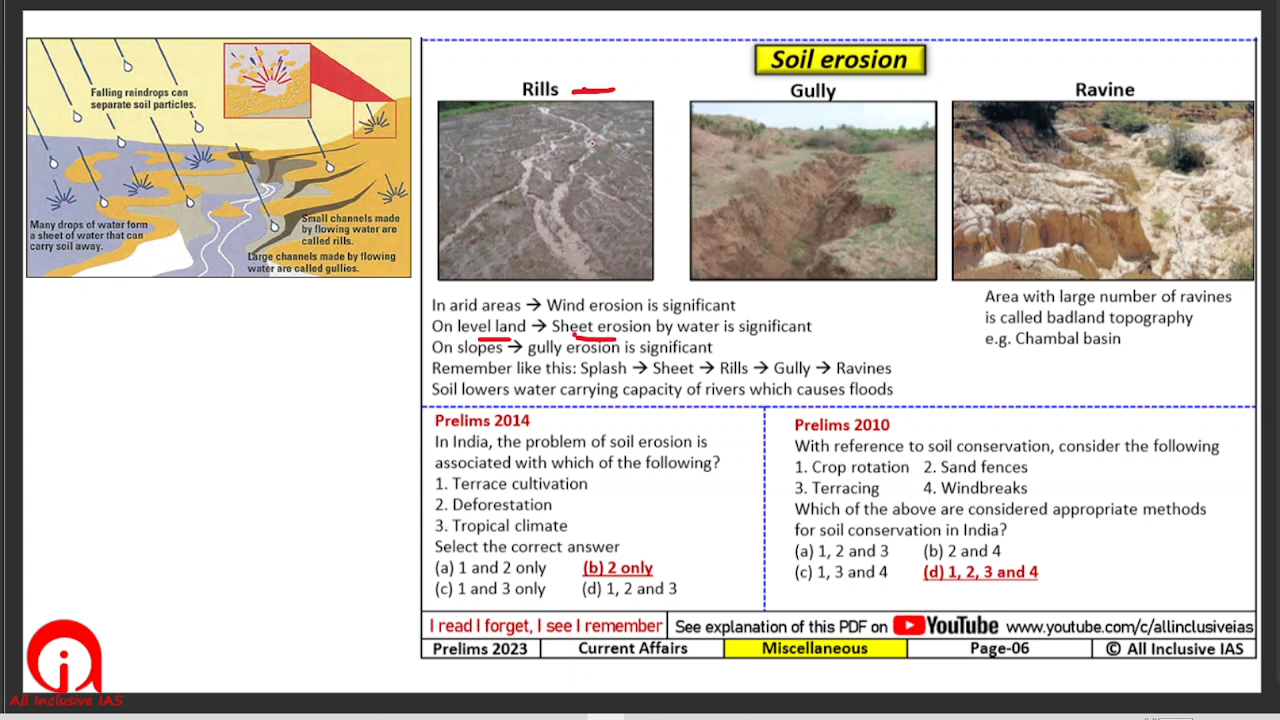 Falling raindrops can
separate soil particles.
Many drops of water form
a sheet of water that can
carry soil away.
Small channels made
by flowing water are
called rills.
Large channels made by flowing
water are called gullies.
Soil erosion
Rills
Gully
Ravine
In arid areas → Wind erosion is significant
On level land → Sheet erosion by water is significant
On slopes → gully erosion is significant
Remember like this: Splash → Sheet → Rills → Gully → Ravines
Soil lowers water carrying capacity of rivers which causes floods
Area with large number of ravines
is called badland topography
e.g. Chambal basin
Prelims 2014
In India, the problem of soil erosion is
associated with which of the following?
1. Terrace cultivation
2. Deforestation
3. Tropical climate
Select the correct answer
(a) 1 and 2 only (b) 2 only
(c) 1 and 3 only (d) 1, 2 and 3
Prelims 2010
With reference to soil conservation, consider the following
1. Crop rotation 2. Sand fences
3. Terracing 4. Windbreaks
Which of the above are considered appropriate methods
for soil conservation in India?
(a) 1, 2 and 3 (b) 2 and 4
(c) 1, 3 and 4 (d) 1, 2, 3 and 4
I read I forget, I see I remember See explanation of this PDF on YouTube www.youtube.com/c/allinclusiveias
Prelims 2023 Current Affairs Miscellaneous Page-06 © All Inclusive IAS
All Inclusive IAS